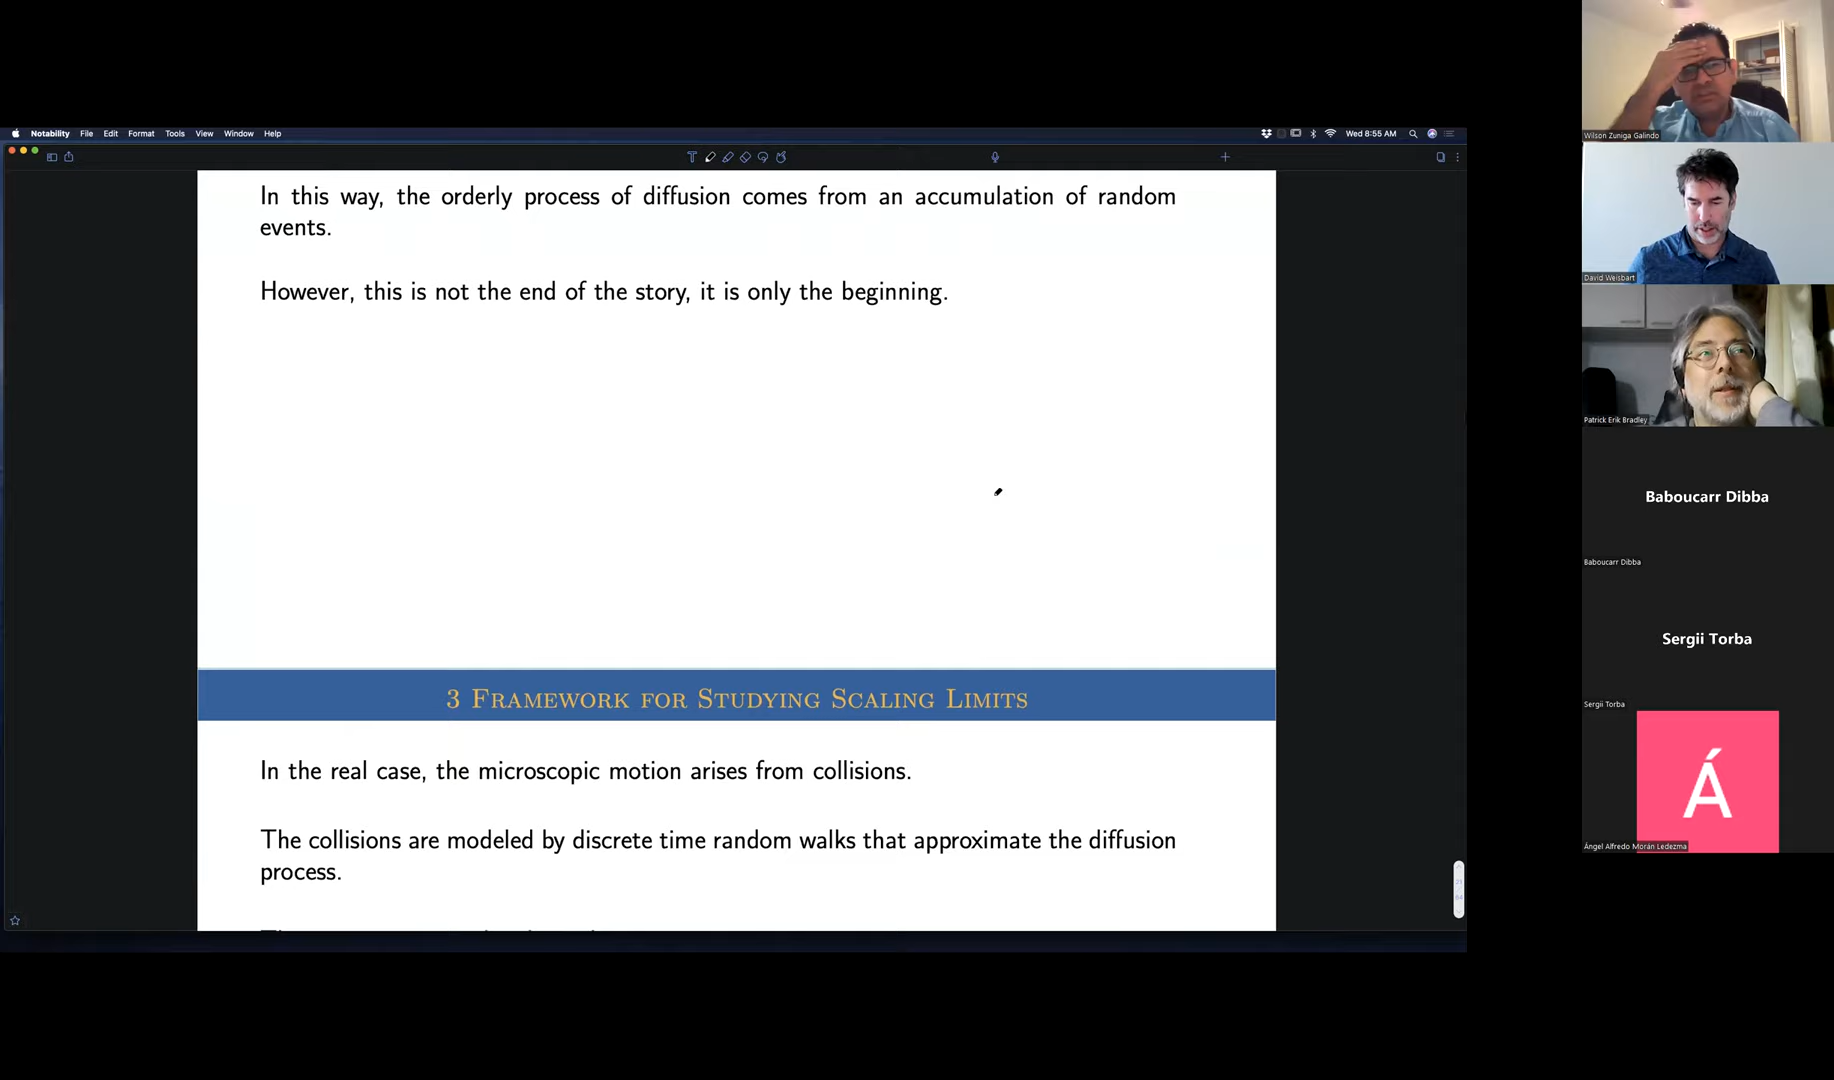 Notability File Edit Format Tools View Window Help Wed 8:55 AM
In this way, the orderly process of diffusion comes from an accumulation of random
events.
However, this is not the end of the story, it is only the beginning.
3 Framework for Studying Scaling Limits
In the real case, the microscopic motion arises from collisions.
The collisions are modeled by discrete time random walks that approximate the diffusion
process.
Wilson Zuniga Galindo
David Weisbart
Patrick Erik Bradley
Baboucarr Dibba
Baboucarr Dibba
Sergii Torba
Sergii Torba
Á
Ángel Alfredo Morán Ledezma